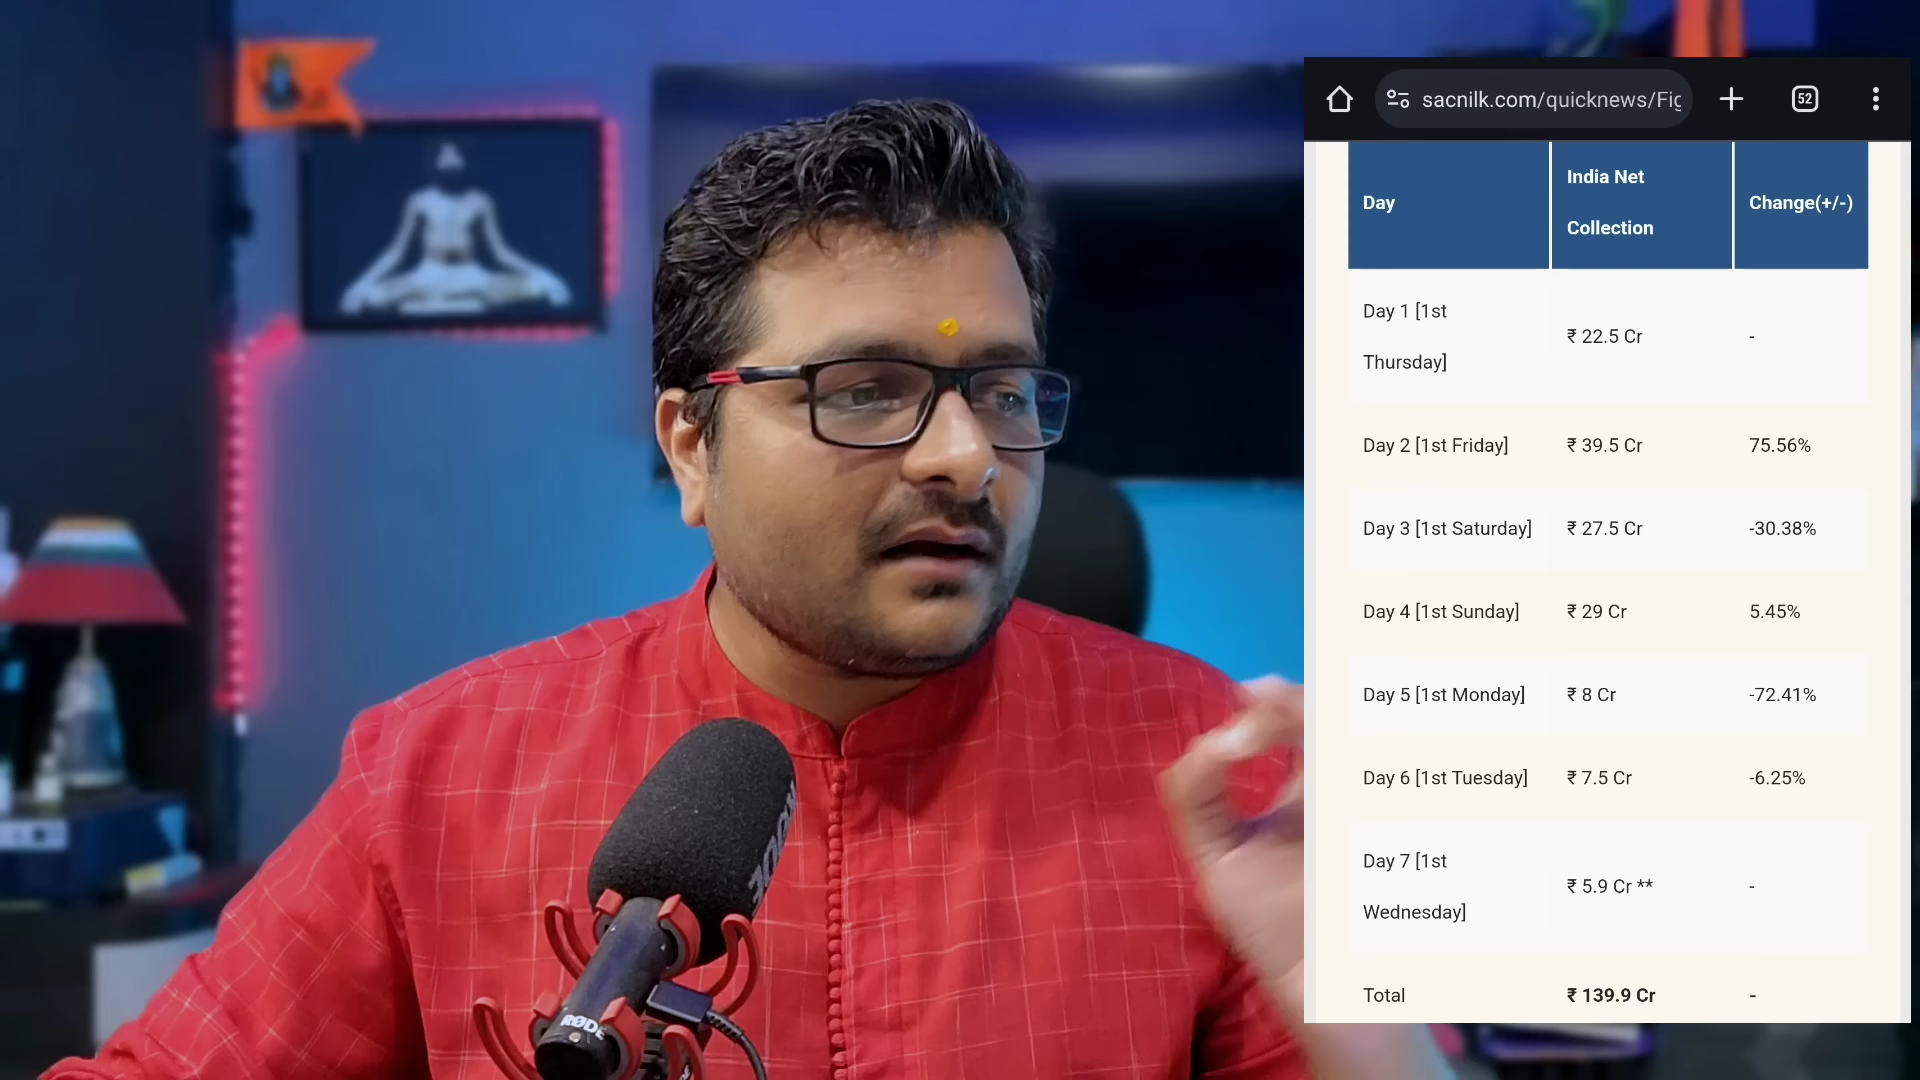 sacnilk.com/quicknews/Fig
52
Day
India Net
Collection
Change(+/-)
Day 1 [1st
Thursday]
₹ 22.5 Cr
-
Day 2 [1st Friday]
₹ 39.5 Cr
75.56%
Day 3 [1st Saturday]
₹ 27.5 Cr
-30.38%
Day 4 [1st Sunday]
₹ 29 Cr
5.45%
Day 5 [1st Monday]
₹ 8 Cr
-72.41%
Day 6 [1st Tuesday]
₹ 7.5 Cr
-6.25%
Day 7 [1st
Wednesday]
₹ 5.9 Cr **
-
Total
₹ 139.9 Cr
-
RØDE
RØDE